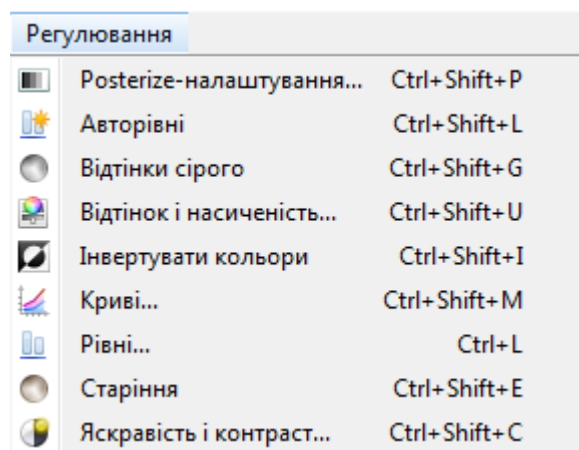 Регулювання
Posterize-налаштування... Ctrl+Shift+P
Авторівні Ctrl+Shift+L
Відтінки сірого Ctrl+Shift+G
Відтінок і насиченість... Ctrl+Shift+U
Інвертувати кольори Ctrl+Shift+I
Криві... Ctrl+Shift+M
Рівні... Ctrl+L
Старіння Ctrl+Shift+E
Яскравість і контраст... Ctrl+Shift+C